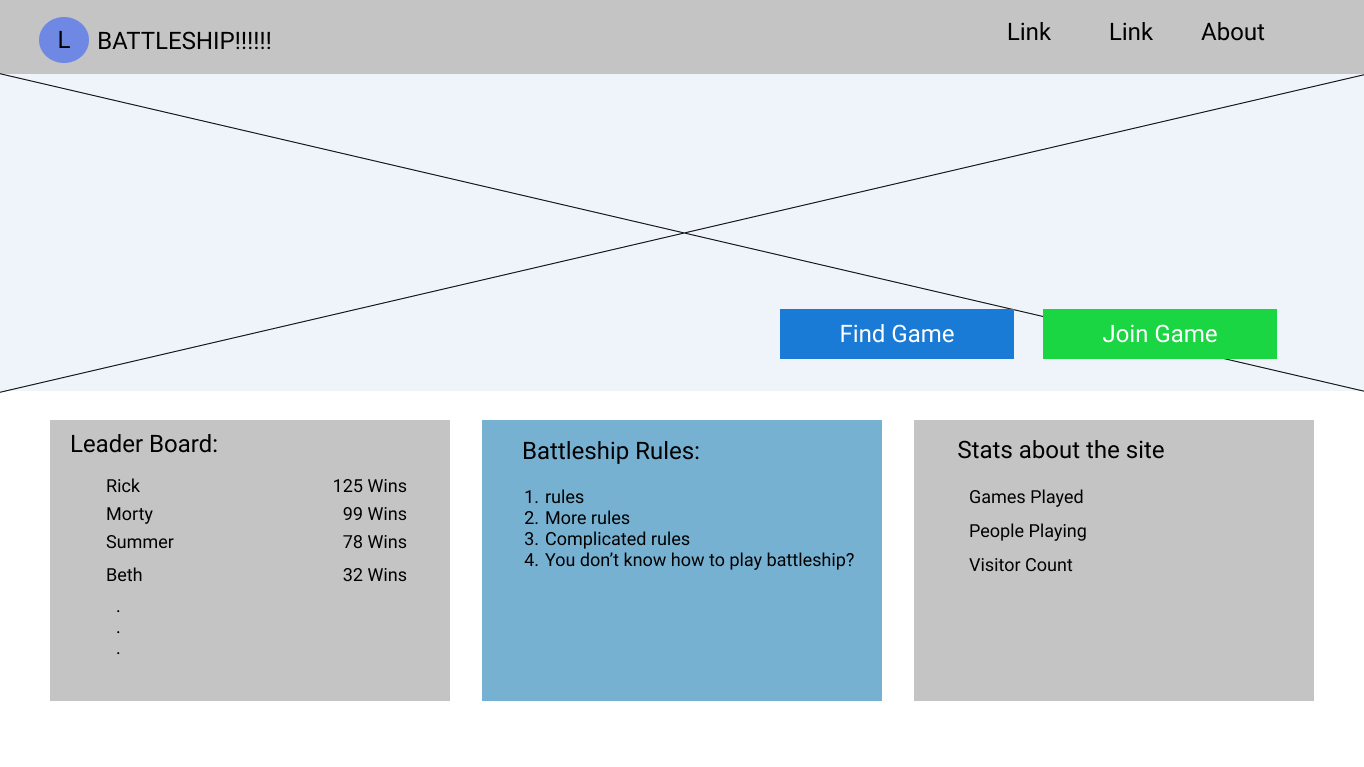 L BATTLESHIP!!!!!! Link Link About
Find Game Join Game
Leader Board:
Rick 125 Wins
Morty 99 Wins
Summer 78 Wins
Beth 32 Wins
.
.
.
Battleship Rules:
1. rules
2. More rules
3. Complicated rules
4. You don’t know how to play battleship?
Stats about the site
Games Played
People Playing
Visitor Count